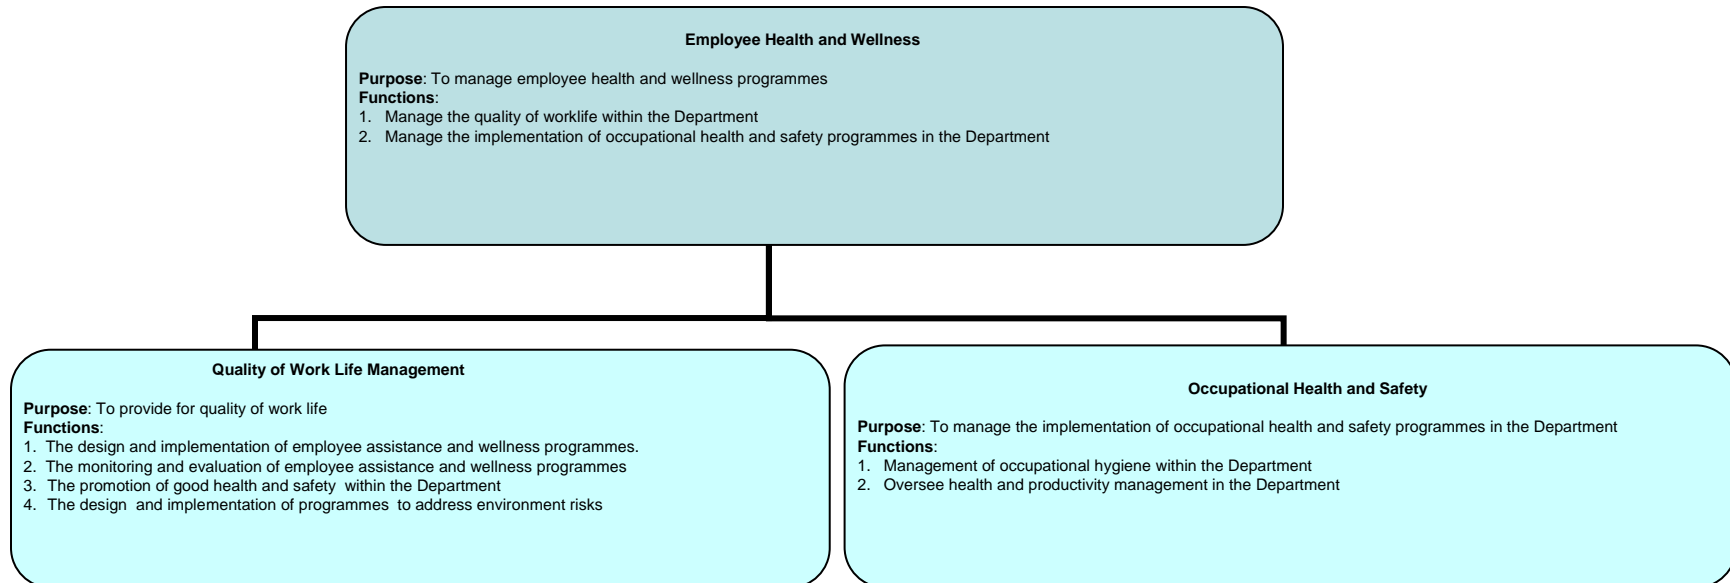 Employee Health and Wellness
Purpose: To manage employee health and wellness programmes
Functions:
1. Manage the quality of worklife within the Department
2. Manage the implementation of occupational health and safety programmes in the Department
Quality of Work Life Management
Purpose: To provide for quality of work life
Functions:
1. The design and implementation of employee assistance and wellness programmes.
2. The monitoring and evaluation of employee assistance and wellness programmes
3. The promotion of good health and safety within the Department
4. The design and implementation of programmes to address environment risks
Occupational Health and Safety
Purpose: To manage the implementation of occupational health and safety programmes in the Department
Functions:
1. Management of occupational hygiene within the Department
2. Oversee health and productivity management in the Department